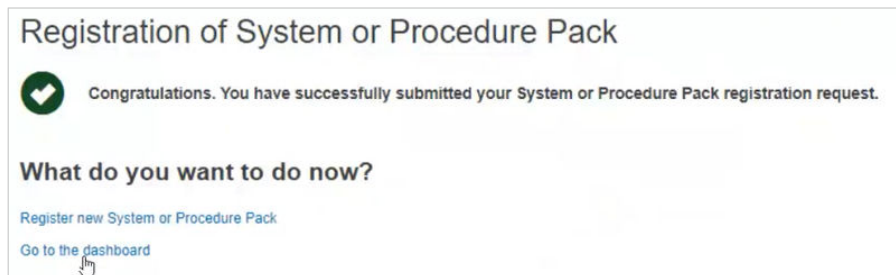 Registration of System or Procedure Pack
Congratulations. You have successfully submitted your System or Procedure Pack registration request.
What do you want to do now?
Register new System or Procedure Pack
Go to the dashboard